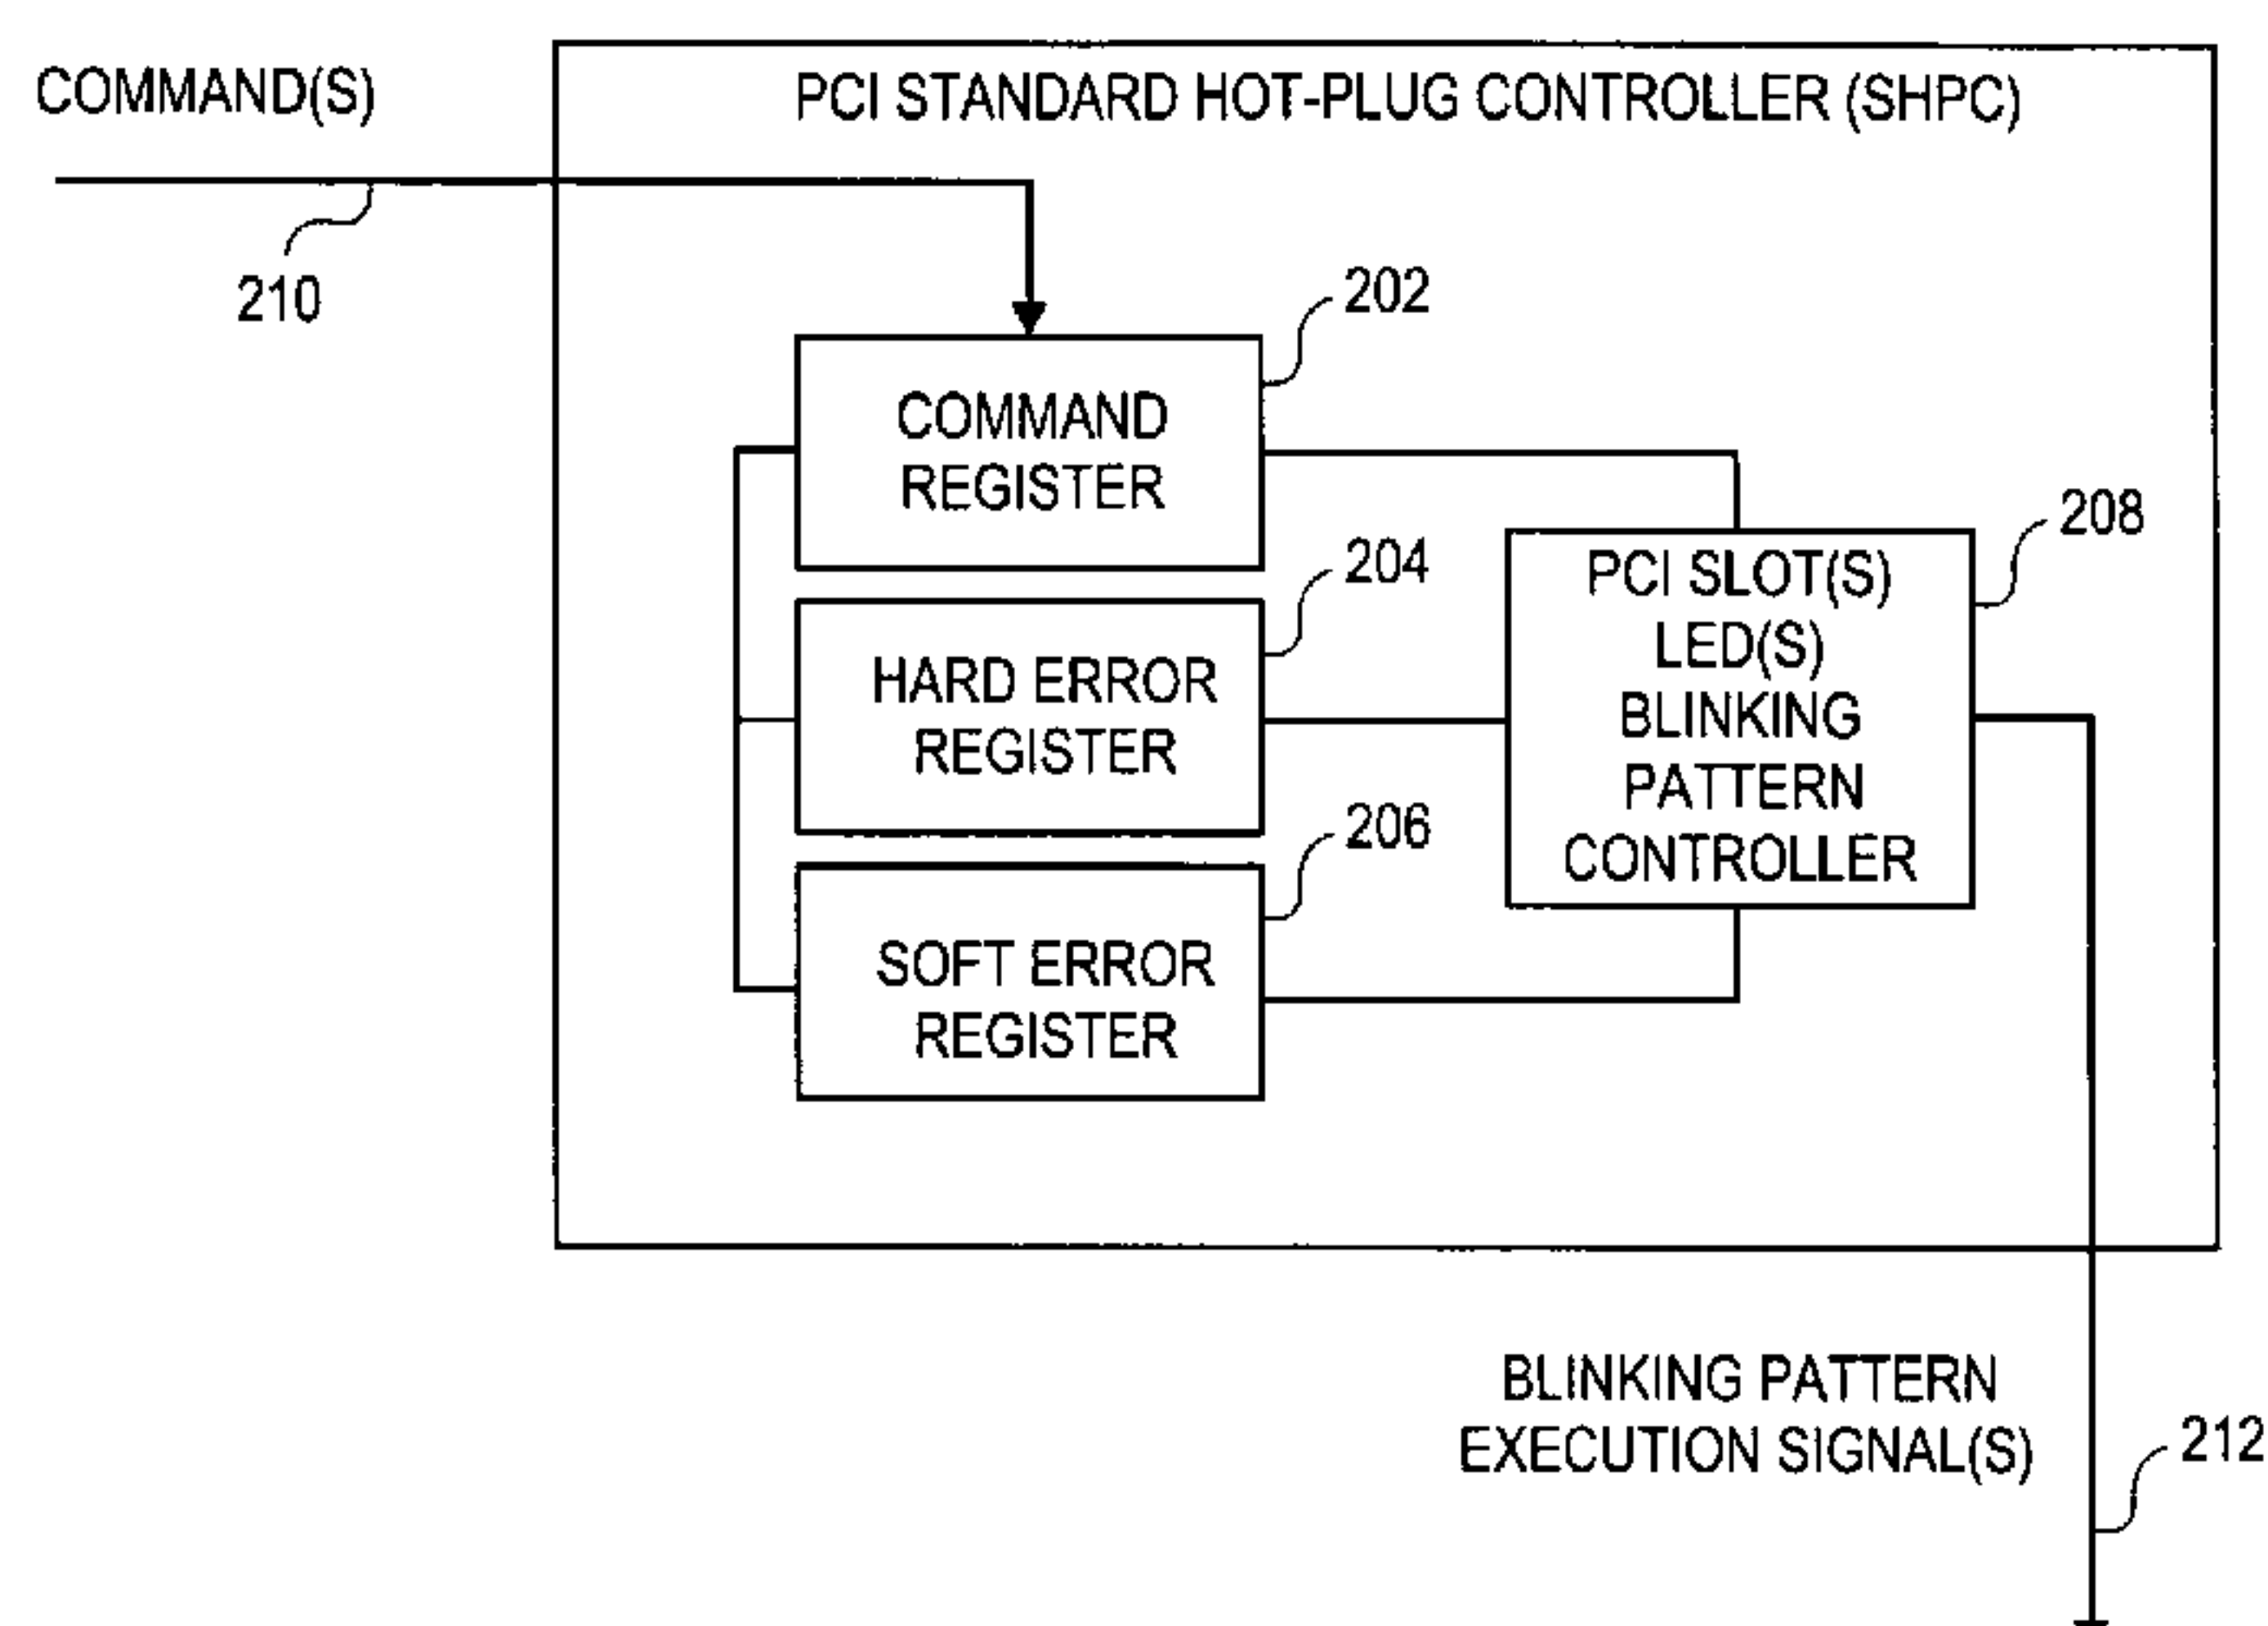 COMMAND(S)
PCI STANDARD HOT-PLUG CONTROLLER (SHPC)
210
202
COMMAND
REGISTER
204
HARD ERROR
REGISTER
206
SOFT ERROR
REGISTER
208
PCI SLOT(S)
LED(S)
BLINKING
PATTERN
CONTROLLER
BLINKING PATTERN
EXECUTION SIGNAL(S)
212